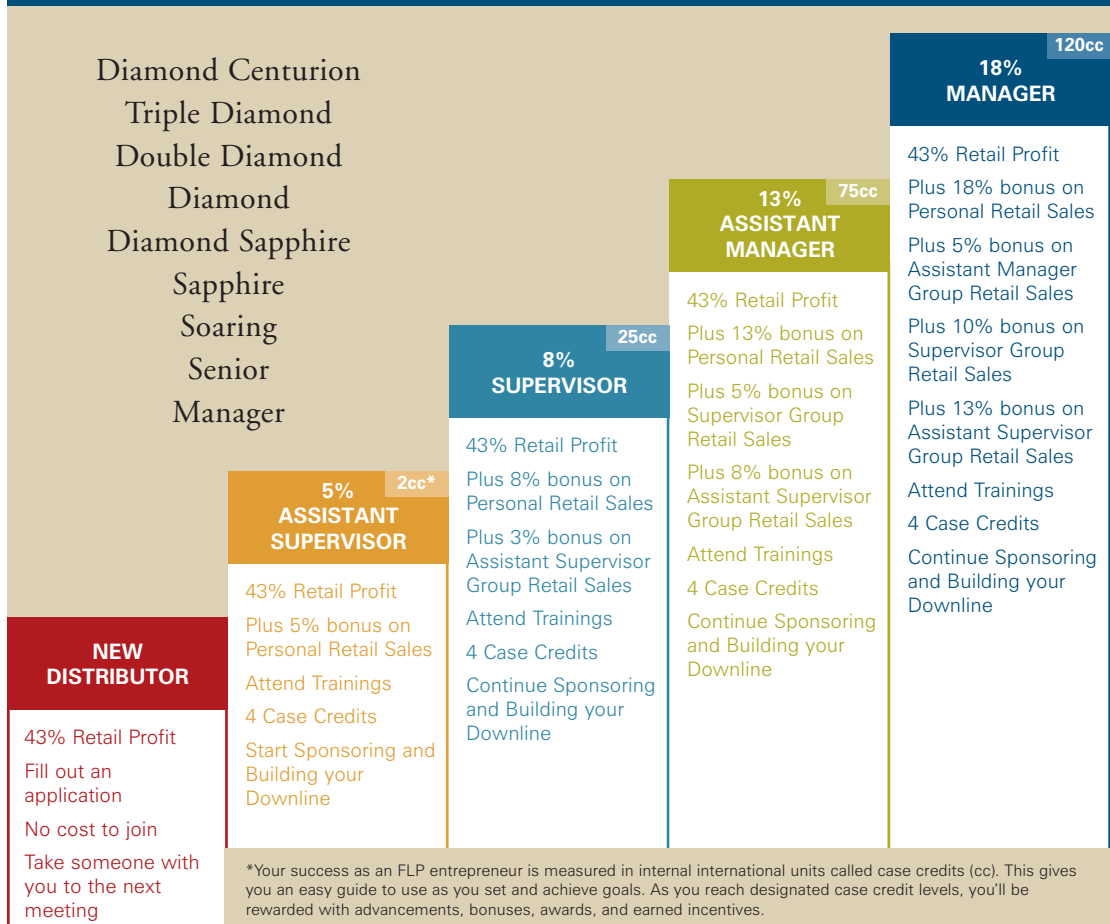 Diamond Centurion
Triple Diamond
Double Diamond
Diamond
Diamond Sapphire
Sapphire
Soaring
Senior
Manager
NEW
DISTRIBUTOR
43% Retail Profit
Fill out an
application
No cost to join
Take someone with
you to the next
meeting
2cc*
5%
ASSISTANT
SUPERVISOR
43% Retail Profit
Plus 5% bonus on
Personal Retail Sales
Attend Trainings
4 Case Credits
Start Sponsoring and
Building your
Downline
25cc
8%
SUPERVISOR
43% Retail Profit
Plus 8% bonus on
Personal Retail Sales
Plus 3% bonus on
Assistant Supervisor
Group Retail Sales
Attend Trainings
4 Case Credits
Continue Sponsoring
and Building your
Downline
75cc
13%
ASSISTANT
MANAGER
43% Retail Profit
Plus 13% bonus on
Personal Retail Sales
Plus 5% bonus on
Supervisor Group
Retail Sales
Plus 8% bonus on
Assistant Supervisor
Group Retail Sales
Attend Trainings
4 Case Credits
Continue Sponsoring
and Building your
Downline
120cc
18%
MANAGER
43% Retail Profit
Plus 18% bonus on
Personal Retail Sales
Plus 5% bonus on
Assistant Manager
Group Retail Sales
Plus 10% bonus on
Supervisor Group
Retail Sales
Plus 13% bonus on
Assistant Supervisor
Group Retail Sales
Attend Trainings
4 Case Credits
Continue Sponsoring
and Building your
Downline
*Your success as an FLP entrepreneur is measured in internal international units called case credits (cc). This gives
you an easy guide to use as you set and achieve goals. As you reach designated case credit levels, you'll be
rewarded with advancements, bonuses, awards, and earned incentives.